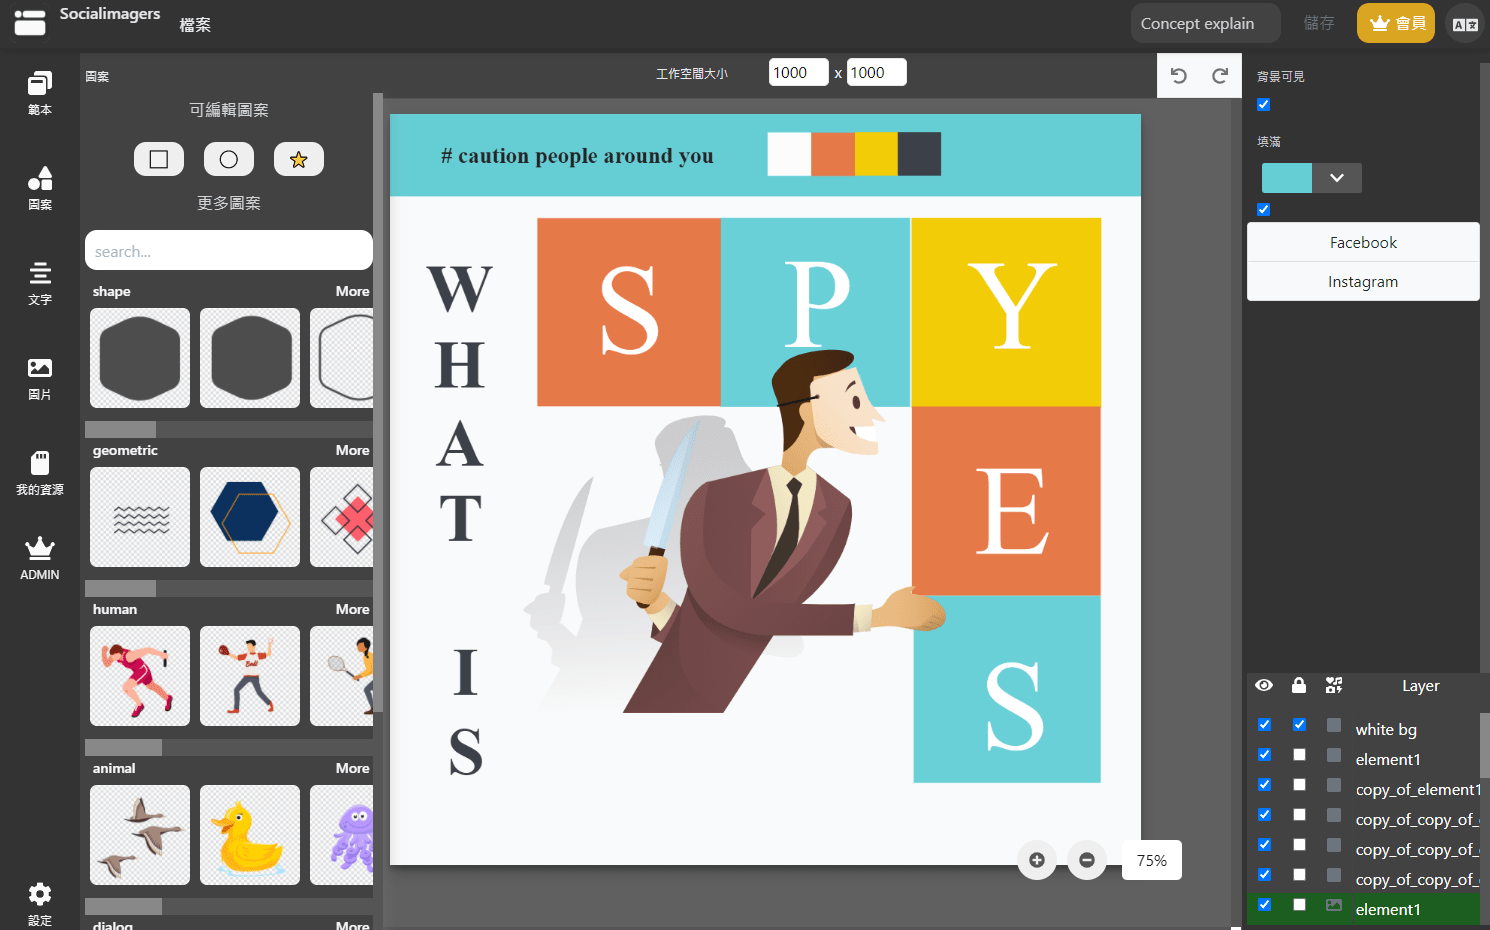 Socialimagers
檔案
Concept explain
儲存
會員
範本
圖案
文字
圖片
我的資源
ADMIN
設定
圖案
可編輯圖案
更多圖案
search...
shape More
geometric More
human More
animal More
dialog More
工作空間大小 1000 x 1000
# caution people around you
WHAT IS
S P Y
E
S
75%
背景可見
填滿
Facebook
Instagram
Layer
white bg
element1
copy_of_element1
copy_of_copy_of_
copy_of_copy_of_
copy_of_copy_of_
element1